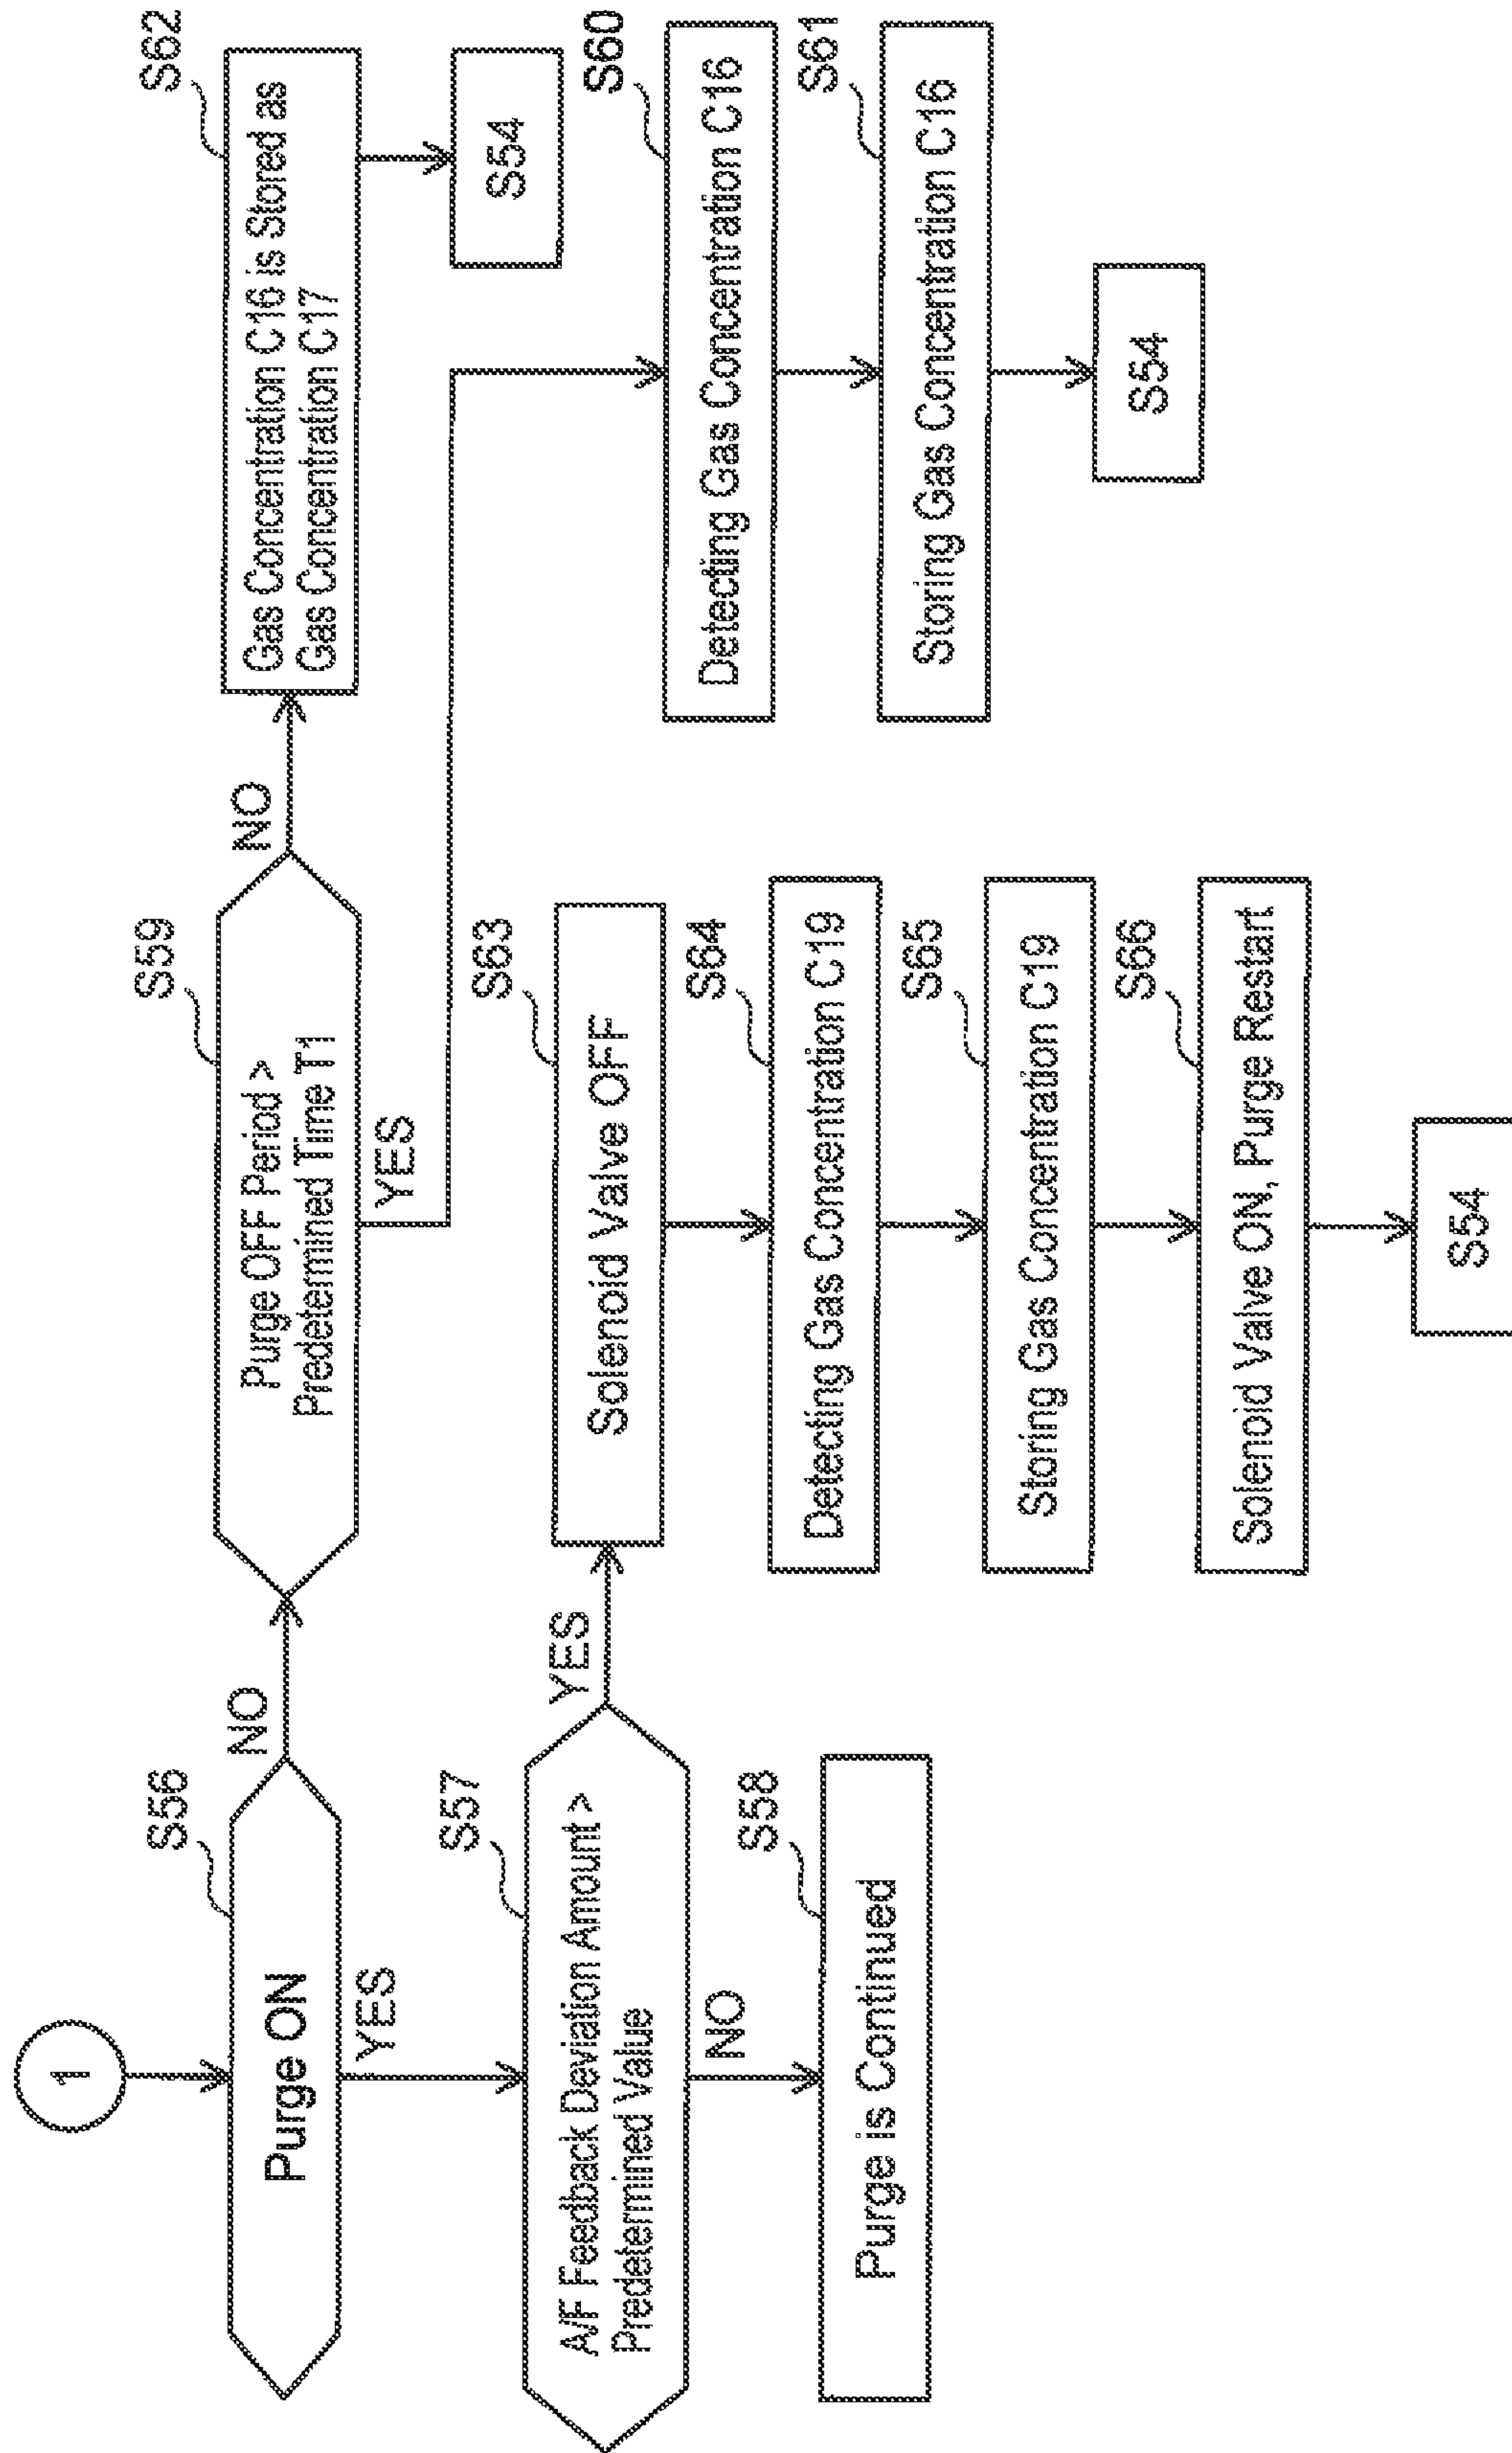 1
S56
Purge ON
NO
YES
S57
A/F Feedback Deviation Amount >
Predetermined Value
YES
NO
S58
Purge is Continued
S59
Purge OFF Period >
Predetermined Time T1
NO
YES
S62
Gas Concentration C16 is Stored as
Gas Concentration C17
S54
S60
Detecting Gas Concentration C16
S61
Storing Gas Concentration C16
S54
S63
Solenoid Valve OFF
S64
Detecting Gas Concentration C19
S65
Storing Gas Concentration C19
S66
Solenoid Valve ON, Purge Restart
S54